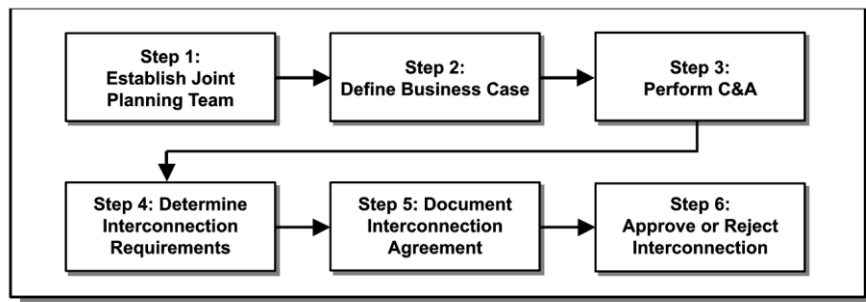 Step 1:
Establish Joint
Planning Team
Step 2:
Define Business Case
Step 3:
Perform C&A
Step 4: Determine
Interconnection
Requirements
Step 5: Document
Interconnection
Agreement
Step 6:
Approve or Reject
Interconnection